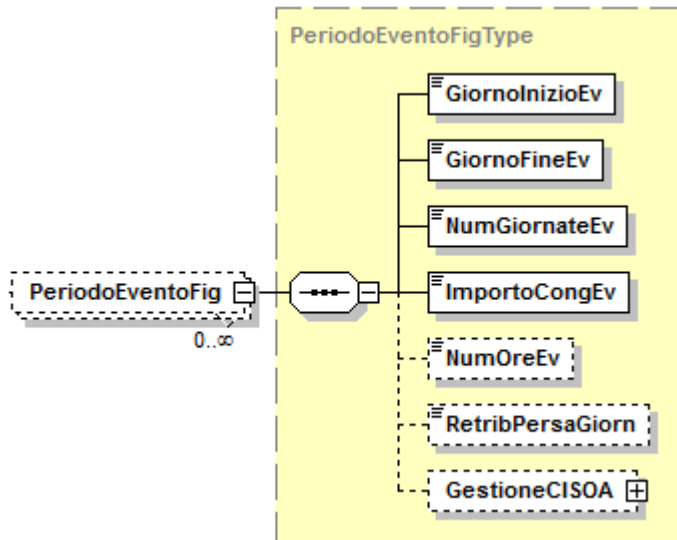 PeriodoEventoFigType
GiornoInizioEv
GiornoFineEv
NumGiornateEv
PeriodoEventoFig
0..∞
ImportoCongEv
NumOreEv
RetribPersaGiorn
GestioneCISOA